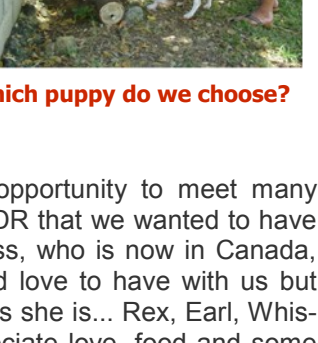 hich puppy do we choose?
opportunity to meet many
OR that we wanted to have
ss, who is now in Canada,
d love to have with us but
s she is... Rex, Earl, Whis-
ciate love, food and some